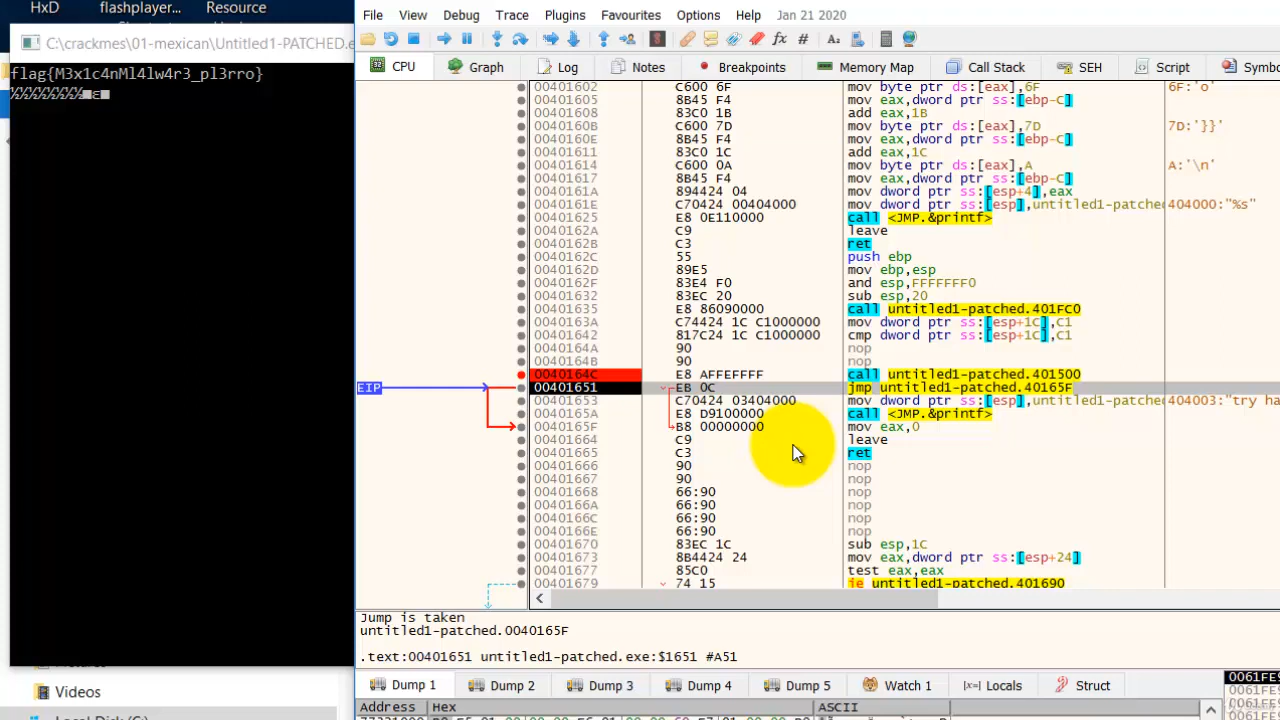 HxD flashplayer... Resource
C:\crackmes\01-mexican\Untitled1-PATCHED.e
flag{M3x1c4nMl4lw4r3_pl3rro}
½½½½½½½½■ε■
Videos
File View Debug Trace Plugins Favourites Options Help Jan 21 2020
CPU Graph Log Notes Breakpoints Memory Map Call Stack SEH Script Symbo
00401602 C600 6F mov byte ptr ds:[eax],6F 6F:'o'
00401605 8B45 F4 mov eax,dword ptr ss:[ebp-C]
00401608 83C0 1B add eax,1B
0040160B C600 7D mov byte ptr ds:[eax],7D 7D:'}}'
0040160E 8B45 F4 mov eax,dword ptr ss:[ebp-C]
00401611 83C0 1C add eax,1C
00401614 C600 0A mov byte ptr ds:[eax],A A:'\n'
00401617 8B45 F4 mov eax,dword ptr ss:[ebp-C]
0040161A 894424 04 mov dword ptr ss:[esp+4],eax
0040161E C70424 00404000 mov dword ptr ss:[esp],untitled1-patched 404000:"%s"
00401625 E8 0E110000 call <JMP.&printf>
0040162A C9 leave
0040162B C3 ret
0040162C 55 push ebp
0040162D 89E5 mov ebp,esp
0040162F 83E4 F0 and esp,FFFFFFF0
00401632 83EC 20 sub esp,20
00401635 E8 86090000 call untitled1-patched.401FC0
0040163A C74424 1C C1000000 mov dword ptr ss:[esp+1C],C1
00401642 817C24 1C C1000000 cmp dword ptr ss:[esp+1C],C1
0040164A 90 nop
0040164B 90 nop
0040164C E8 AFFEFFFF call untitled1-patched.401500
EIP 00401651 EB 0C jmp untitled1-patched.40165F
00401653 C70424 03404000 mov dword ptr ss:[esp],untitled1-patched 404003:"try ha
0040165A E8 D9100000 call <JMP.&printf>
0040165F B8 00000000 mov eax,0
00401664 C9 leave
00401665 C3 ret
00401666 90 nop
00401667 90 nop
00401668 66:90 nop
0040166A 66:90 nop
0040166C 66:90 nop
0040166E 66:90 nop
00401670 83EC 1C sub esp,1C
00401673 8B4424 24 mov eax,dword ptr ss:[esp+24]
00401677 85C0 test eax,eax
00401679 74 15 je untitled1-patched.401690
Jump is taken
untitled1-patched.0040165F
.text:00401651 untitled1-patched.exe:$1651 #A51
Dump 1 Dump 2 Dump 3 Dump 4 Dump 5 Watch 1 Locals Struct
Address Hex ASCII
0061FE9